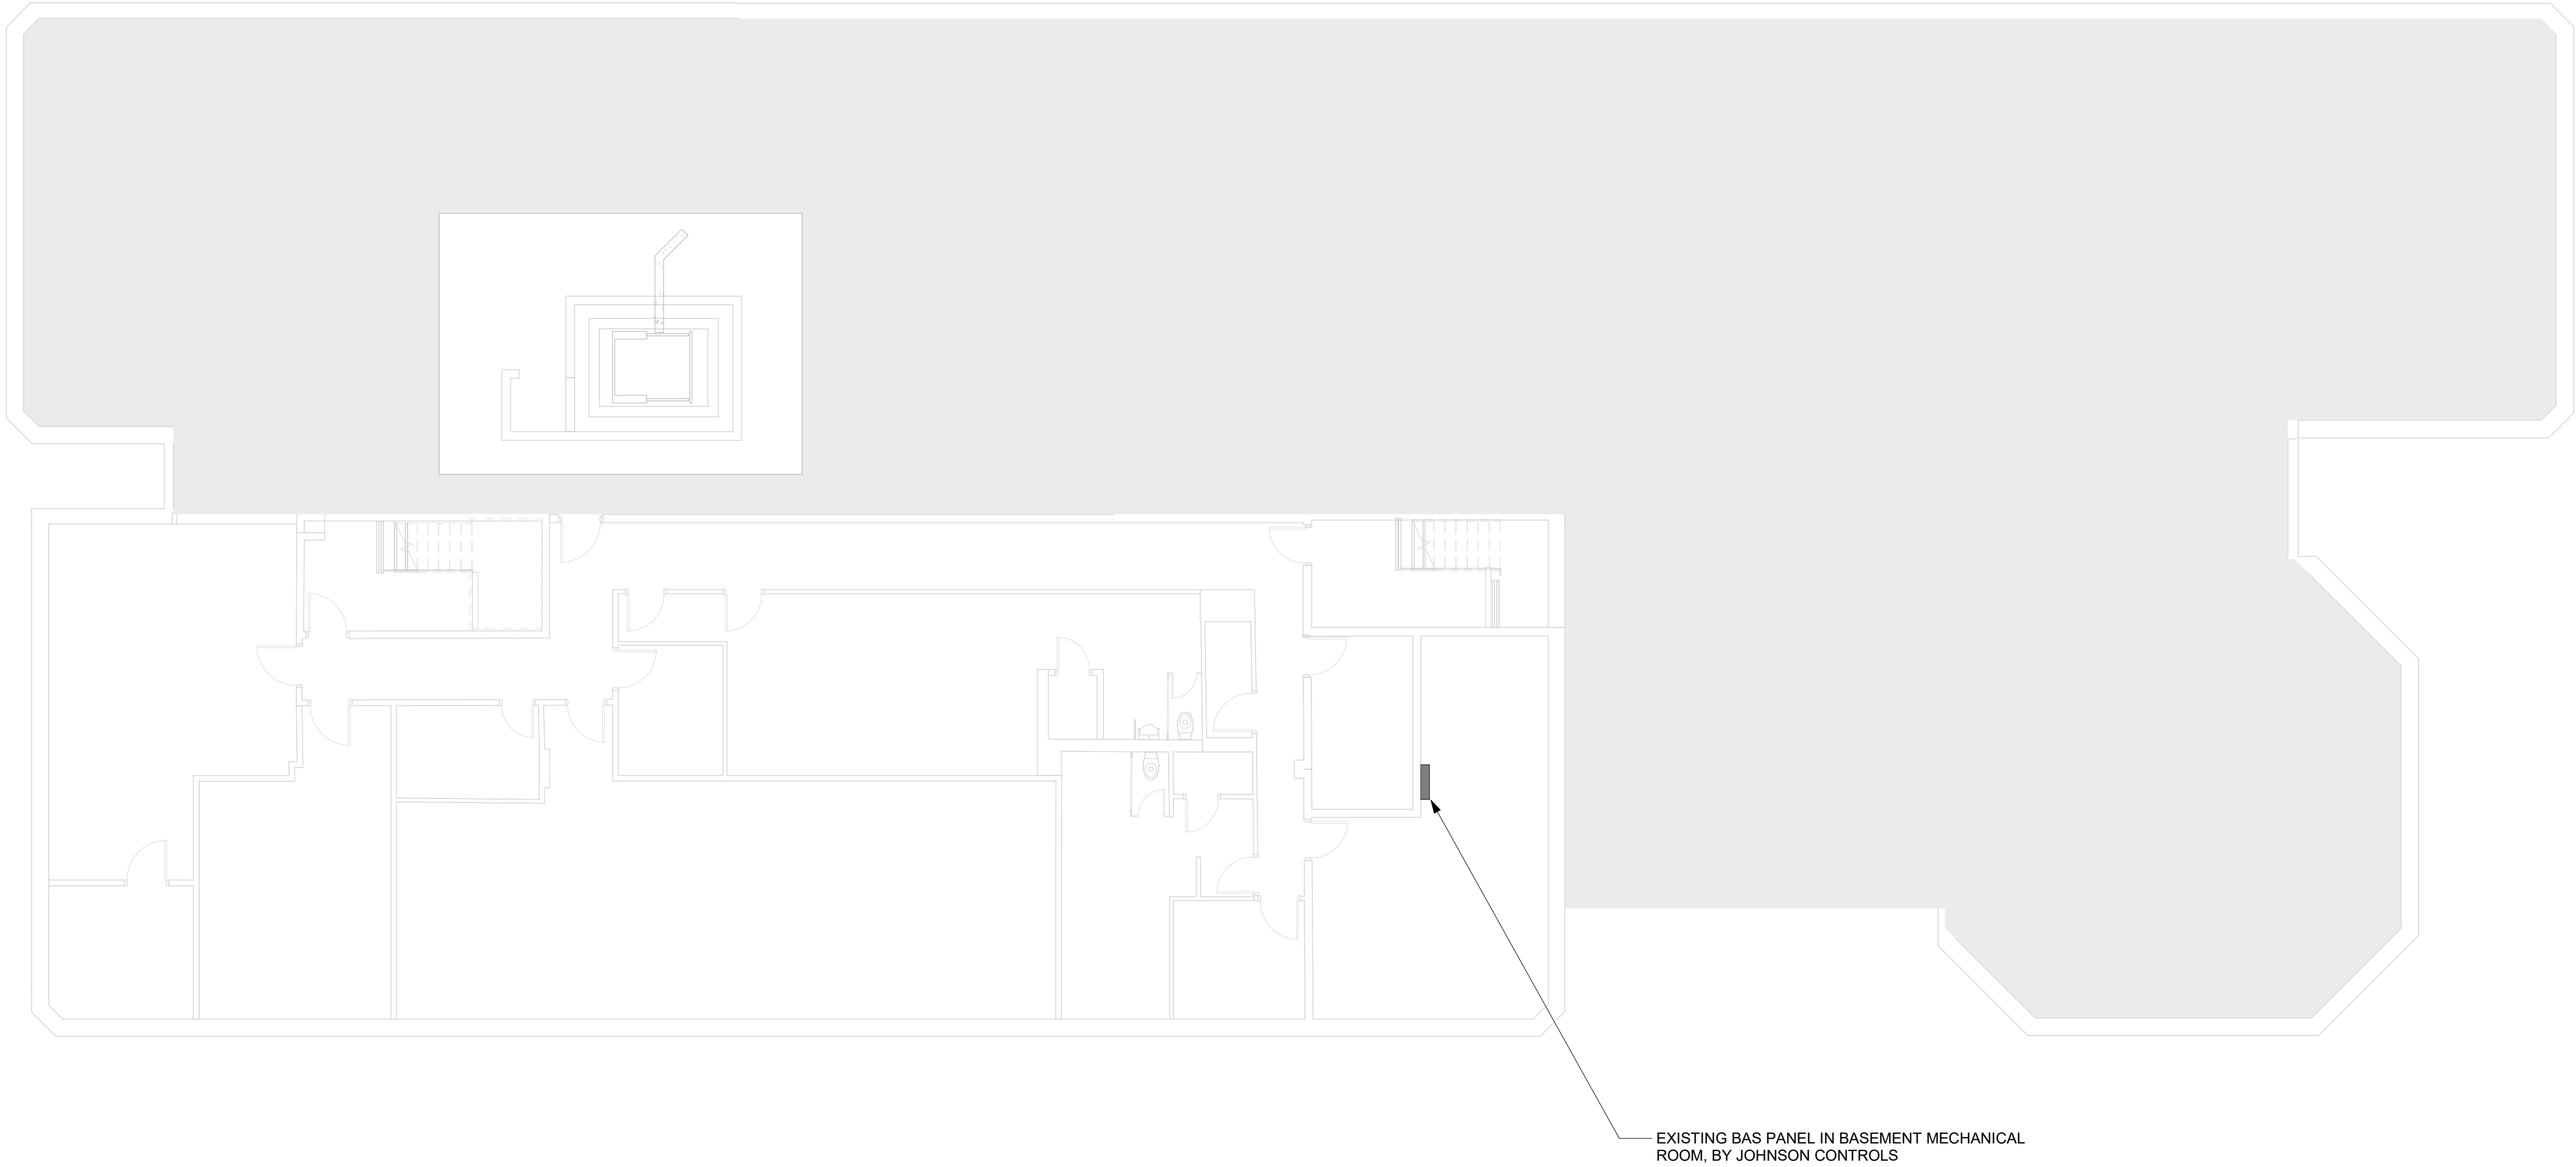 EXISTING BAS PANEL IN BASEMENT MECHANICAL
ROOM, BY JOHNSON CONTROLS